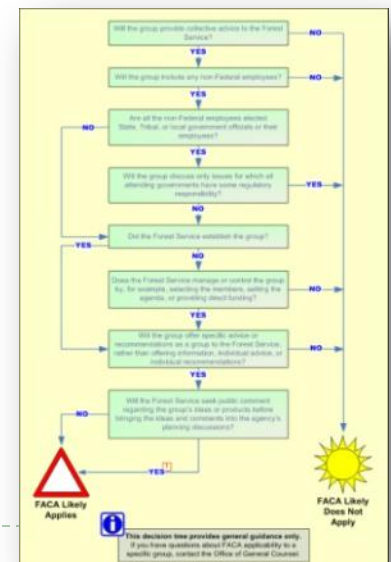 Will the group provide collective advice to the Forest
Service?
NO
YES
Will the group include any non-Federal employees?
NO
YES
Are all the non-Federal employees elected
State, Tribal, or local government officials or their
employees?
NO
YES
Will the group discuss only issues for which all
attending governments have some regulatory
responsibility?
YES
NO
Did the Forest Service establish the group?
YES
NO
Does the Forest Service manage or control the group
by, for example, selecting the members, setting the
agenda, or providing direct funding?
NO
YES
Will the group offer specific advice or
recommendations as a group to the Forest Service,
rather than offering information, individual advice, or
individual recommendations?
NO
YES
Will the Forest Service seek public comment
regarding the group's ideas or products before
bringing the ideas and comments into the agency's
planning discussions?
NO
YES
FACA Likely
Applies
FACA Likely
Does Not
Apply
This decision tree provides general guidance only.
If you have questions about FACA applicability to a
specific group, contact the Office of General Counsel.